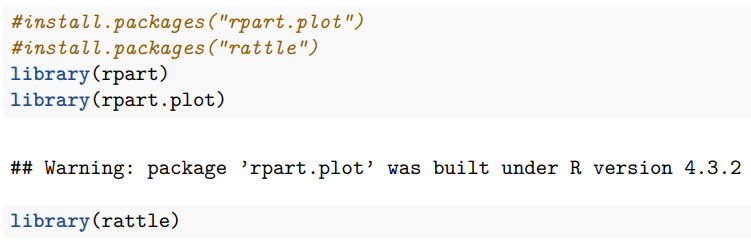 #install.packages("rpart.plot")
#install.packages("rattle")
library(rpart)
library(rpart.plot)
## Warning: package ’rpart.plot’ was built under R version 4.3.2
library(rattle)